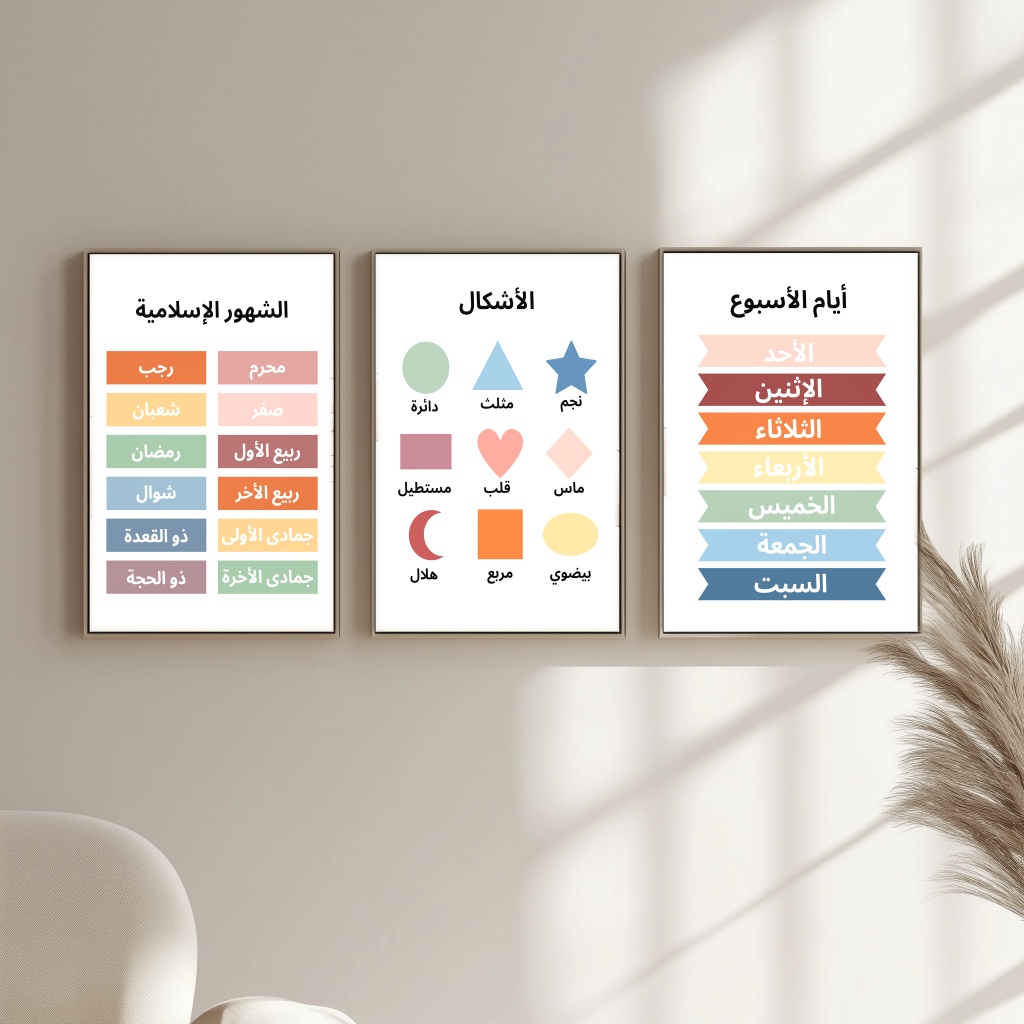 أيام الأسبوع
الأحد
الإثنين
الثلاثاء
الأربعاء
الخميس
الجمعة
السبت
الأشكال
نجم مثلث دائرة
ماس قلب مستطيل
بيضوي مربع هلال
الشهور الإسلامية
محرم رجب
صفر شعبان
ربيع الأول رمضان
ربيع الأخر شوال
جمادى الأولى ذو القعدة
جمادى الأخرة ذو الحجة